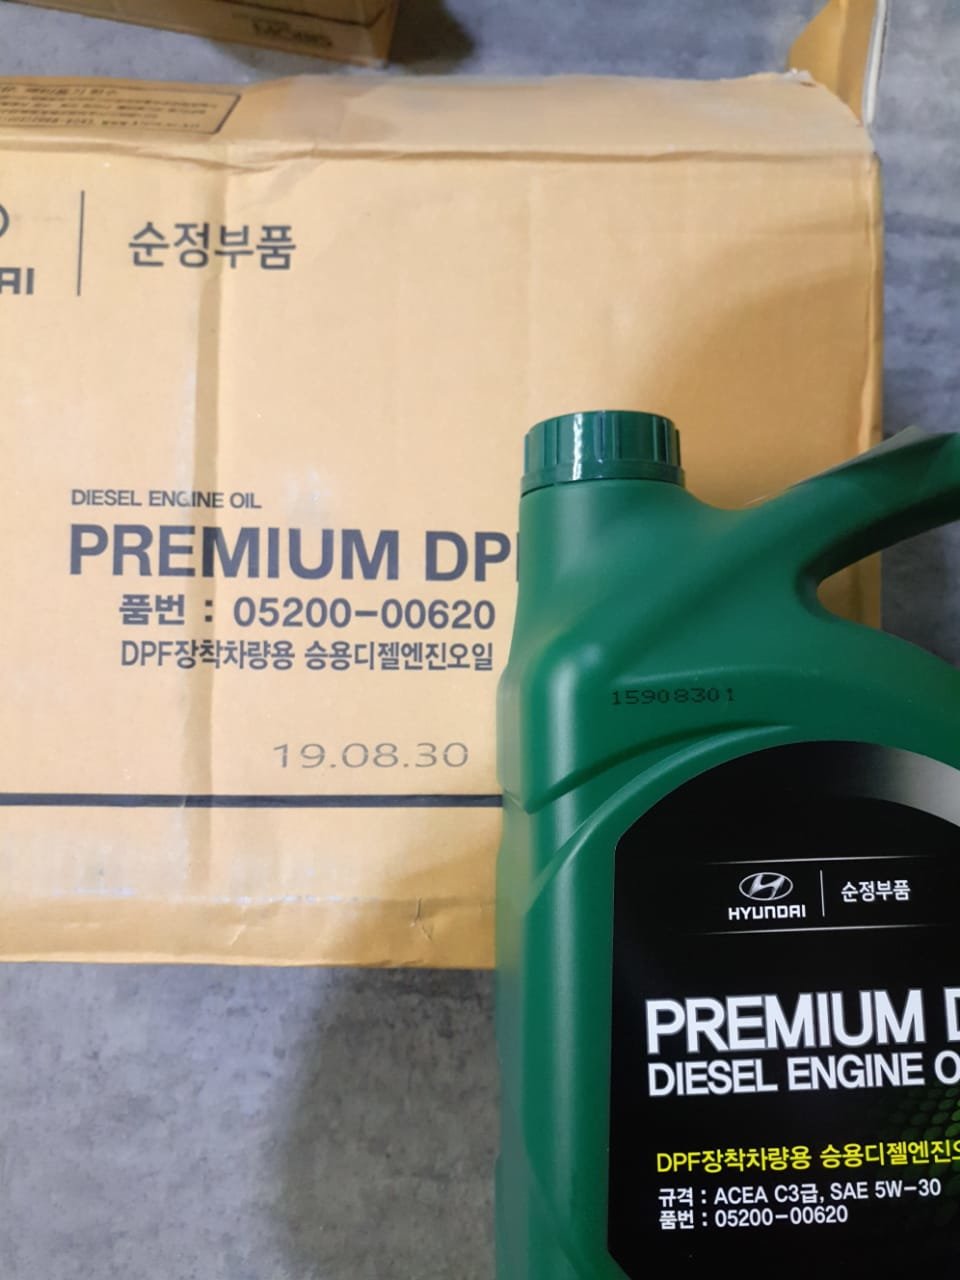 MOBIS
AI
순정부품
DIESEL ENGINE OIL
PREMIUM DP
품번 : 05200-00620
DPF장착차량용 승용디젤엔진오일
19.08.30
15908301
HYUNDAI
순정부품
PREMIUM D
DIESEL ENGINE O
DPF장착차량용 승용디젤엔진오
규격 : ACEA C3급, SAE 5W-30
품번 : 05200-00620